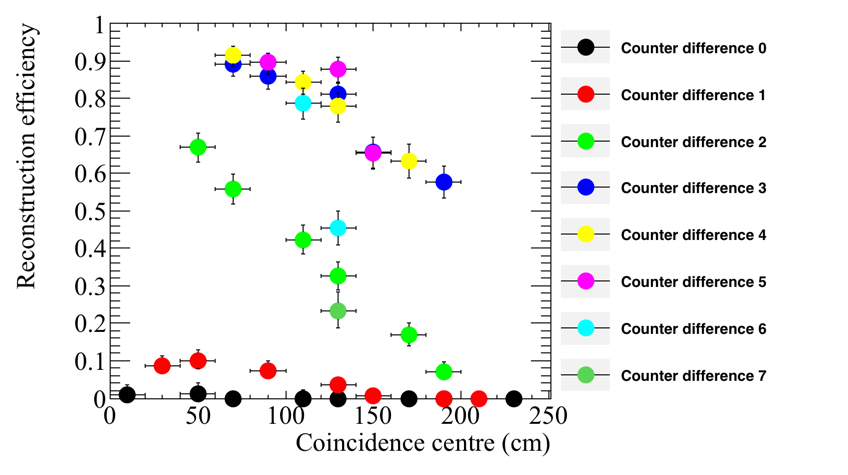 Reconstruction efficiency
1
0.9
0.8
0.7
0.6
0.5
0.4
0.3
0.2
0.1
0
0 50 100 150 200 250
Coincidence centre (cm)
Counter difference 0
Counter difference 1
Counter difference 2
Counter difference 3
Counter difference 4
Counter difference 5
Counter difference 6
Counter difference 7